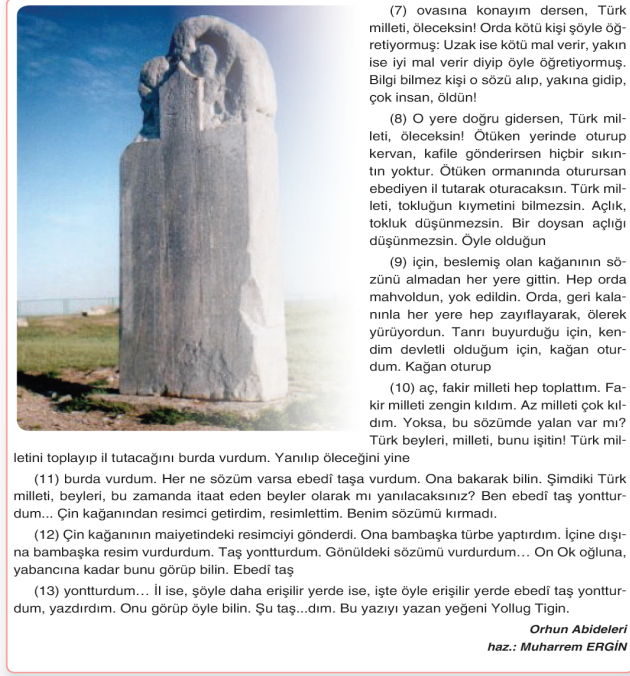 (7) ovasına konayım dersen, Türk
milleti, öleceksin! Orda kötü kişi şöyle öğ-
retiyormuş: Uzak ise kötü mal verir, yakın
ise iyi mal verir diyip öyle öğretiyormuş.
Bilgi bilmez kişi o sözü alıp, yakına gidip,
çok insan, öldün!
(8) O yere doğru gidersen, Türk mil-
leti, öleceksin! Ötüken yerinde oturup
kervan, kafile gönderirsen hiçbir sıkın-
tın yoktur. Ötüken ormanında oturursan
ebediyen il tutarak oturacaksın. Türk mil-
leti, tokluğun kıymetini bilmezsin. Açlık,
tokluk düşünmezsin. Bir doysan açlığı
düşünmezsin. Öyle olduğun
(9) için, beslemiş olan kağanının sö-
zünü almadan her yere gittin. Hep orda
mahvoldun, yok edildin. Orda, geri kala-
nınla her yere hep zayıflayarak, ölerek
yürüyordun. Tanrı buyurduğu için, ken-
dim devletli olduğum için, kağan otur-
dum. Kağan oturup
(10) aç, fakir milleti hep toplattım. Fa-
kir milleti zengin kıldım. Az milleti çok kıl-
dım. Yoksa, bu sözümde yalan var mı?
Türk beyleri, milleti, bunu işitin! Türk mil-
letini toplayıp il tutacağını burda vurdum. Yanılıp öleceğini yine
(11) burda vurdum. Her ne sözüm varsa ebedî taşa vurdum. Ona bakarak bilin. Şimdiki Türk
milleti, beyleri, bu zamanda itaat eden beyler olarak mı yanılacaksınız? Ben ebedî taş yonttur-
dum... Çin kağanından resimci getirdim, resimlettim. Benim sözümü kırmadı.
(12) Çin kağanının maiyetindeki resimciyi gönderdi. Ona bambaşka türbe yaptırdım. İçine dışı-
na bambaşka resim vurdurdum. Taş yontturdum. Gönüldeki sözümü vurdurdum... On Ok oğluna,
yabancına kadar bunu görüp bilin. Ebedî taş
(13) yontturdum... İl ise, şöyle daha erişilir yerde ise, işte öyle erişilir yerde ebedî taş yonttur-
dum, yazdırdım. Onu görüp öyle bilin. Şu taş...dım. Bu yazıyı yazan yeğeni Yollug Tigin.
Orhun Abideleri
haz.: Muharrem ERGİN